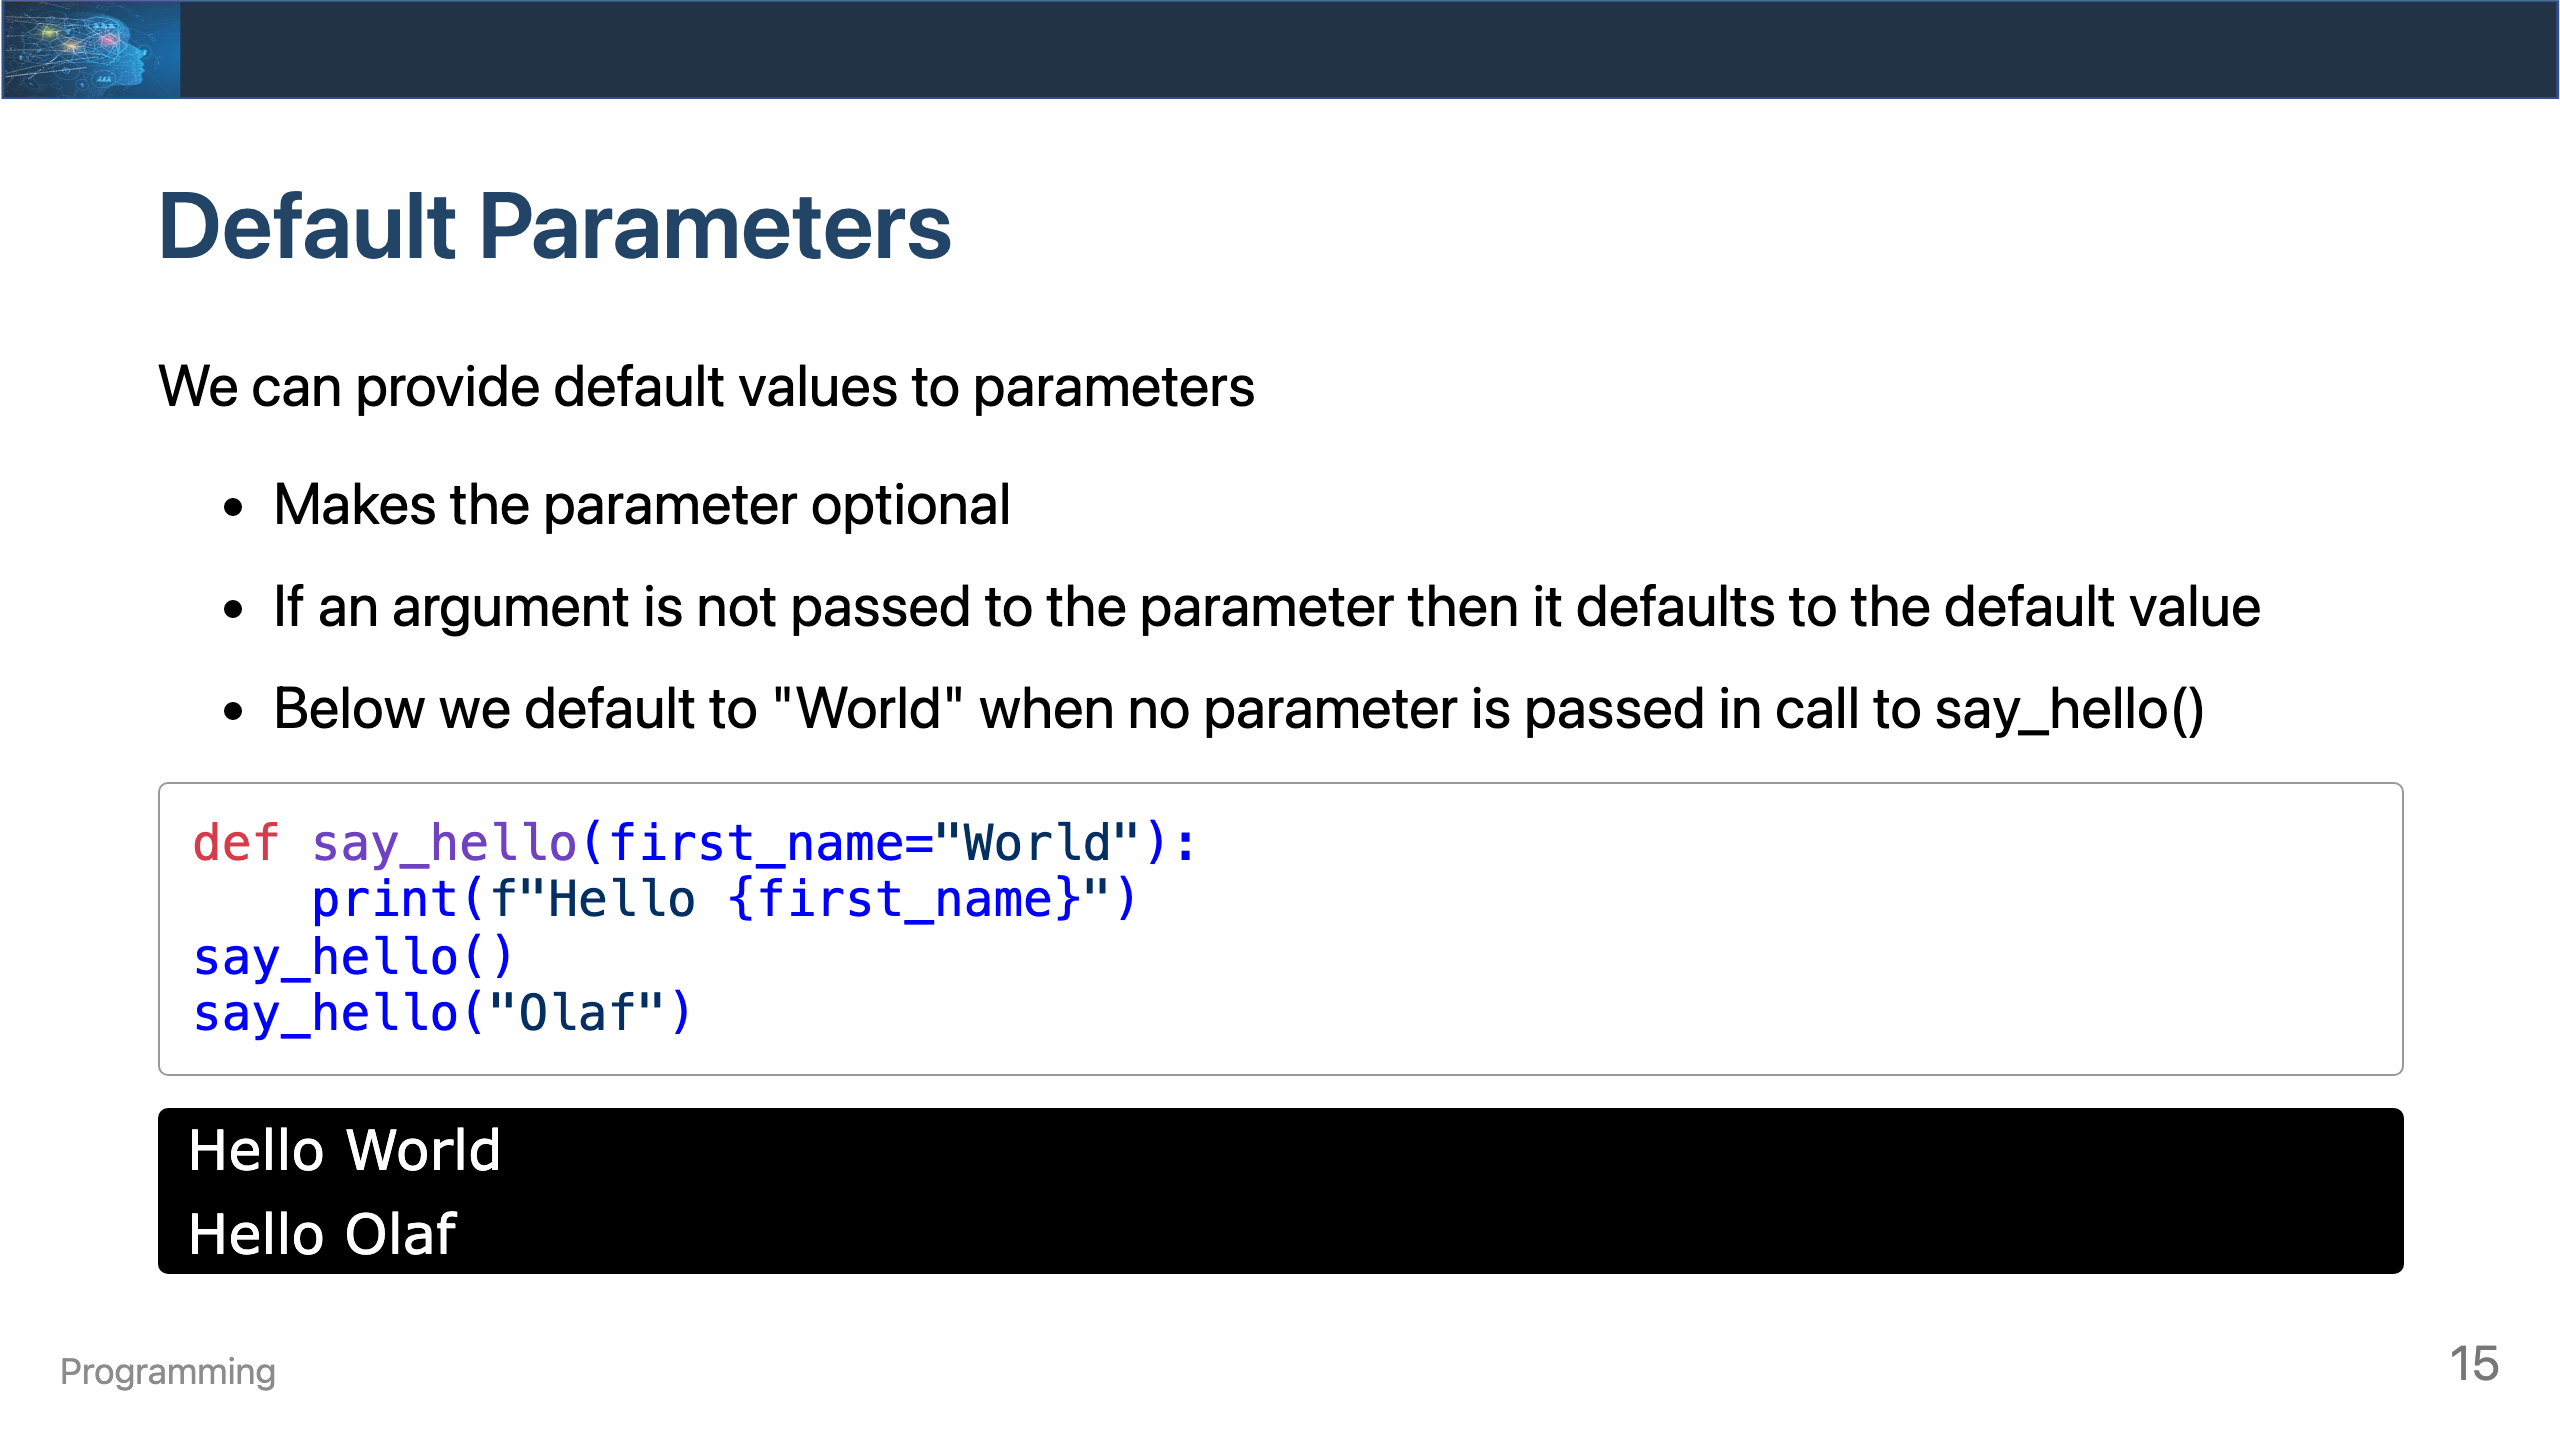 Default Parameters
We can provide default values to parameters
• Makes the parameter optional
• If an argument is not passed to the parameter then it defaults to the default value
• Below we default to "World" when no parameter is passed in call to say_hello()
def say_hello(first_name="World"):
    print(f"Hello {first_name}")
say_hello()
say_hello("Olaf")
Hello World
Hello Olaf
Programming
15